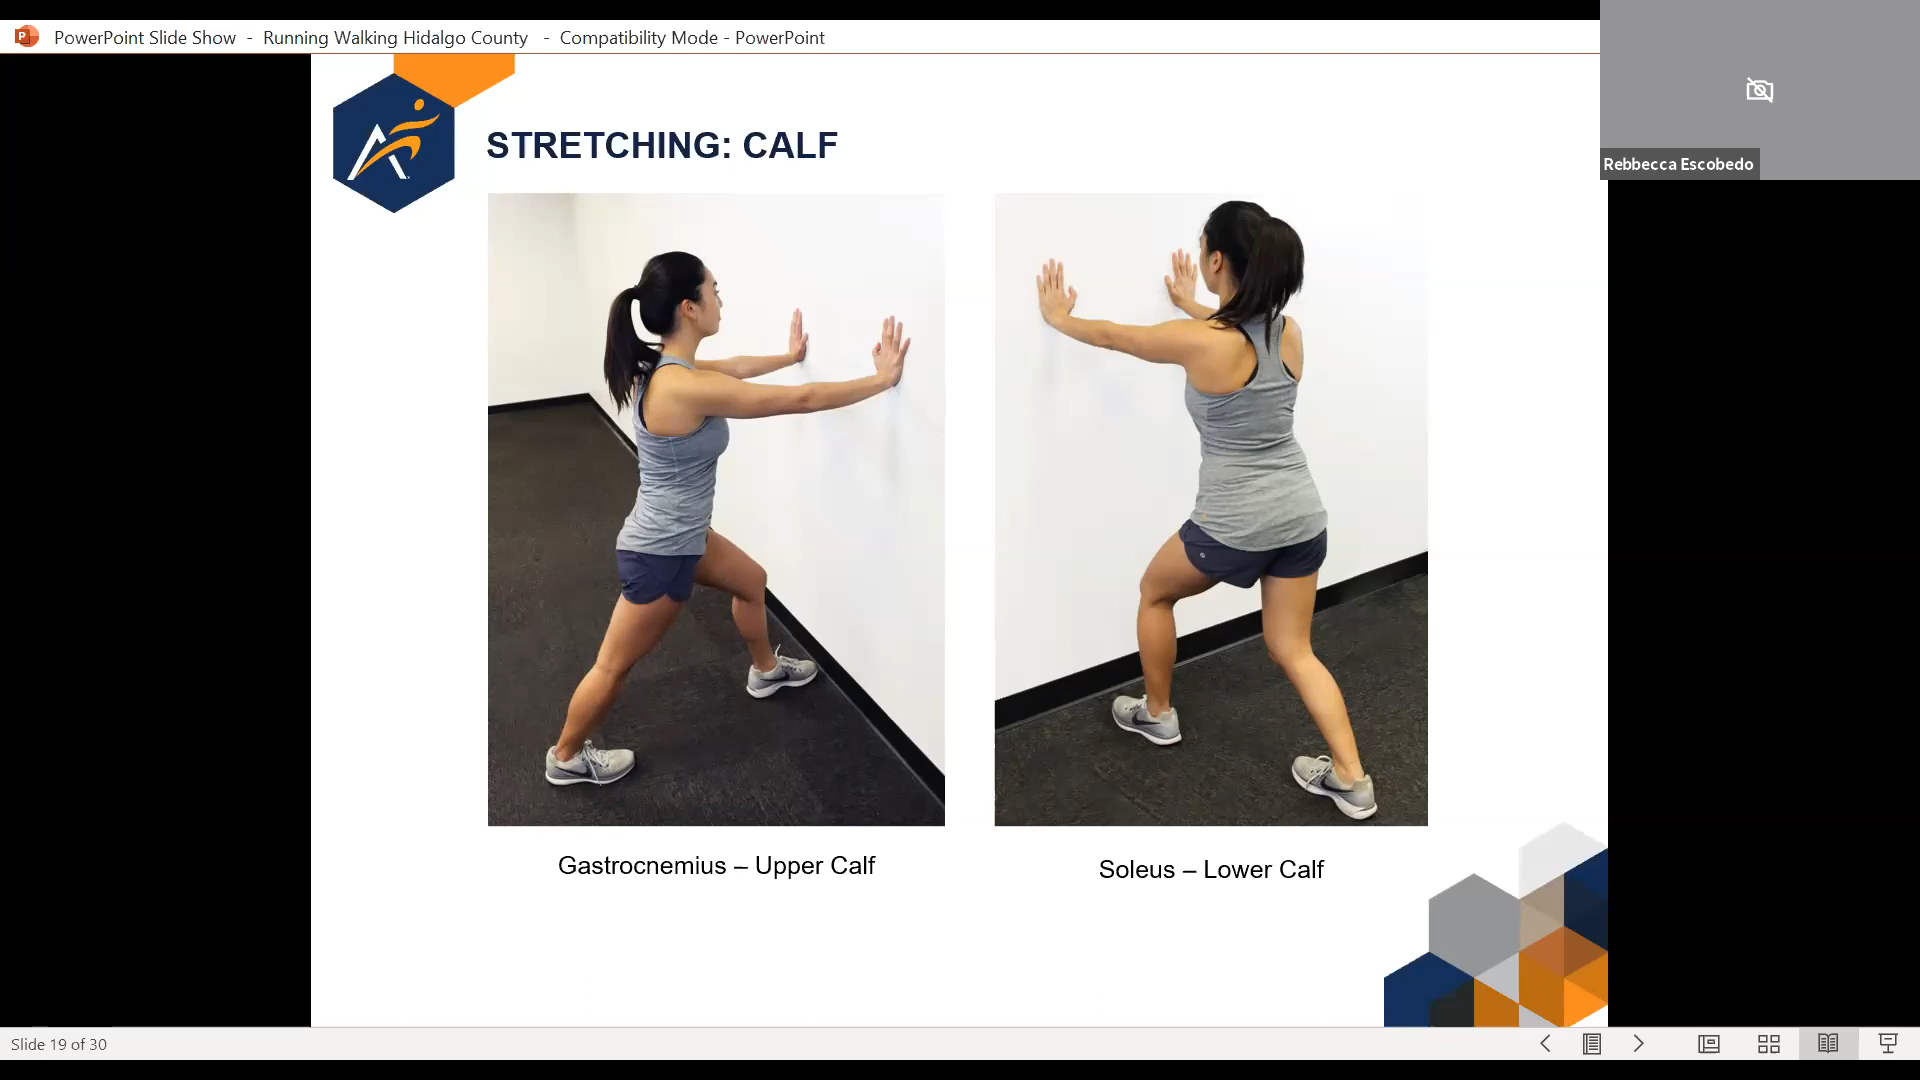 PowerPoint Slide Show - Running Walking Hidalgo County - Compatibility Mode - PowerPoint
Rebbecca Escobedo
STRETCHING: CALF
Gastrocnemius – Upper Calf
Soleus – Lower Calf
Slide 19 of 30